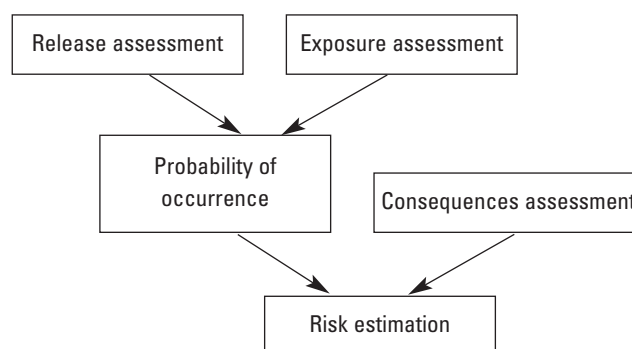 Release assessment
Exposure assessment
Probability of
occurrence
Consequences assessment
Risk estimation